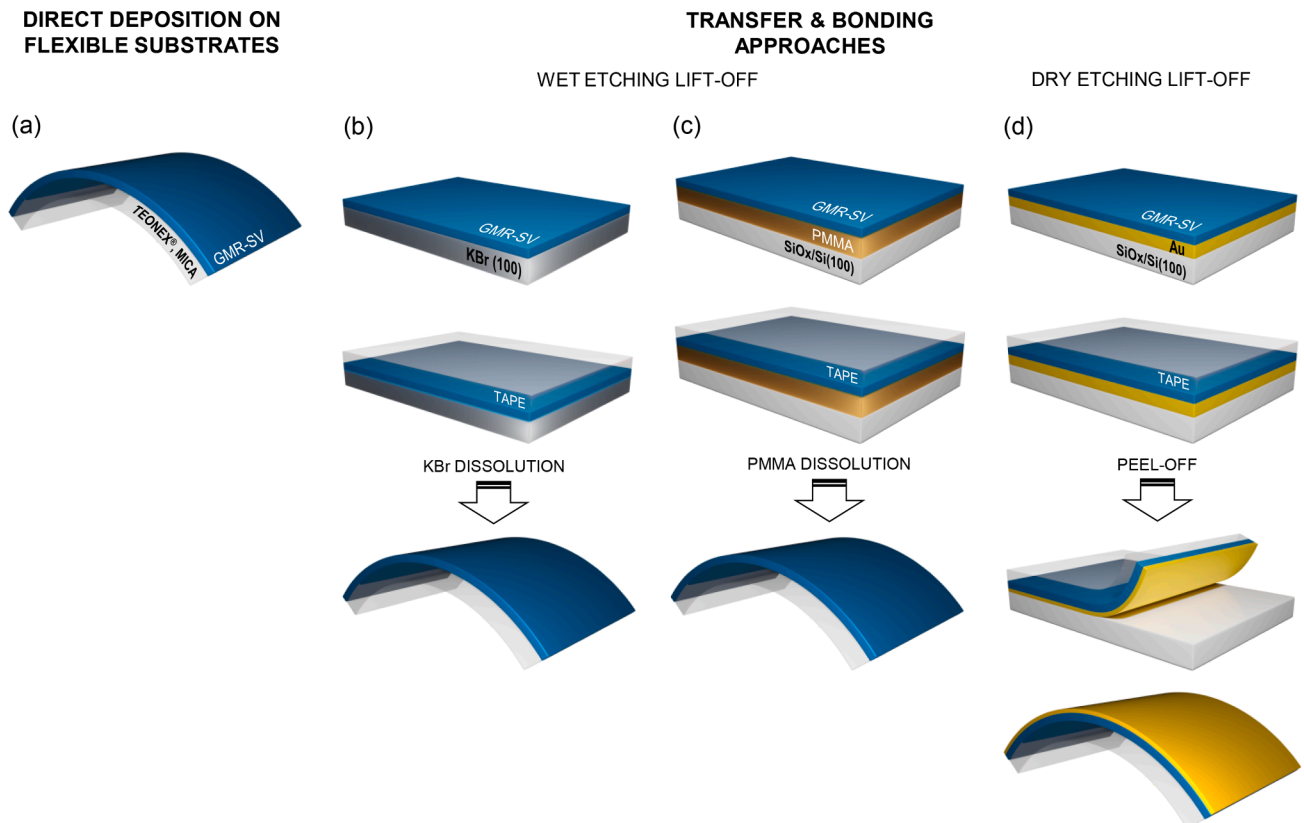 DIRECT DEPOSITION ON
FLEXIBLE SUBSTRATES
TRANSFER & BONDING
APPROACHES
WET ETCHING LIFT-OFF
DRY ETCHING LIFT-OFF
(a)
(b)
(c)
(d)
TEONEX®, MICA
GMR-SV
GMR-SV
KBr (100)
GMR-SV
PMMA
SiOx/Si(100)
GMR-SV
Au
SiOx/Si(100)
TAPE
TAPE
TAPE
KBr DISSOLUTION
PMMA DISSOLUTION
PEEL-OFF